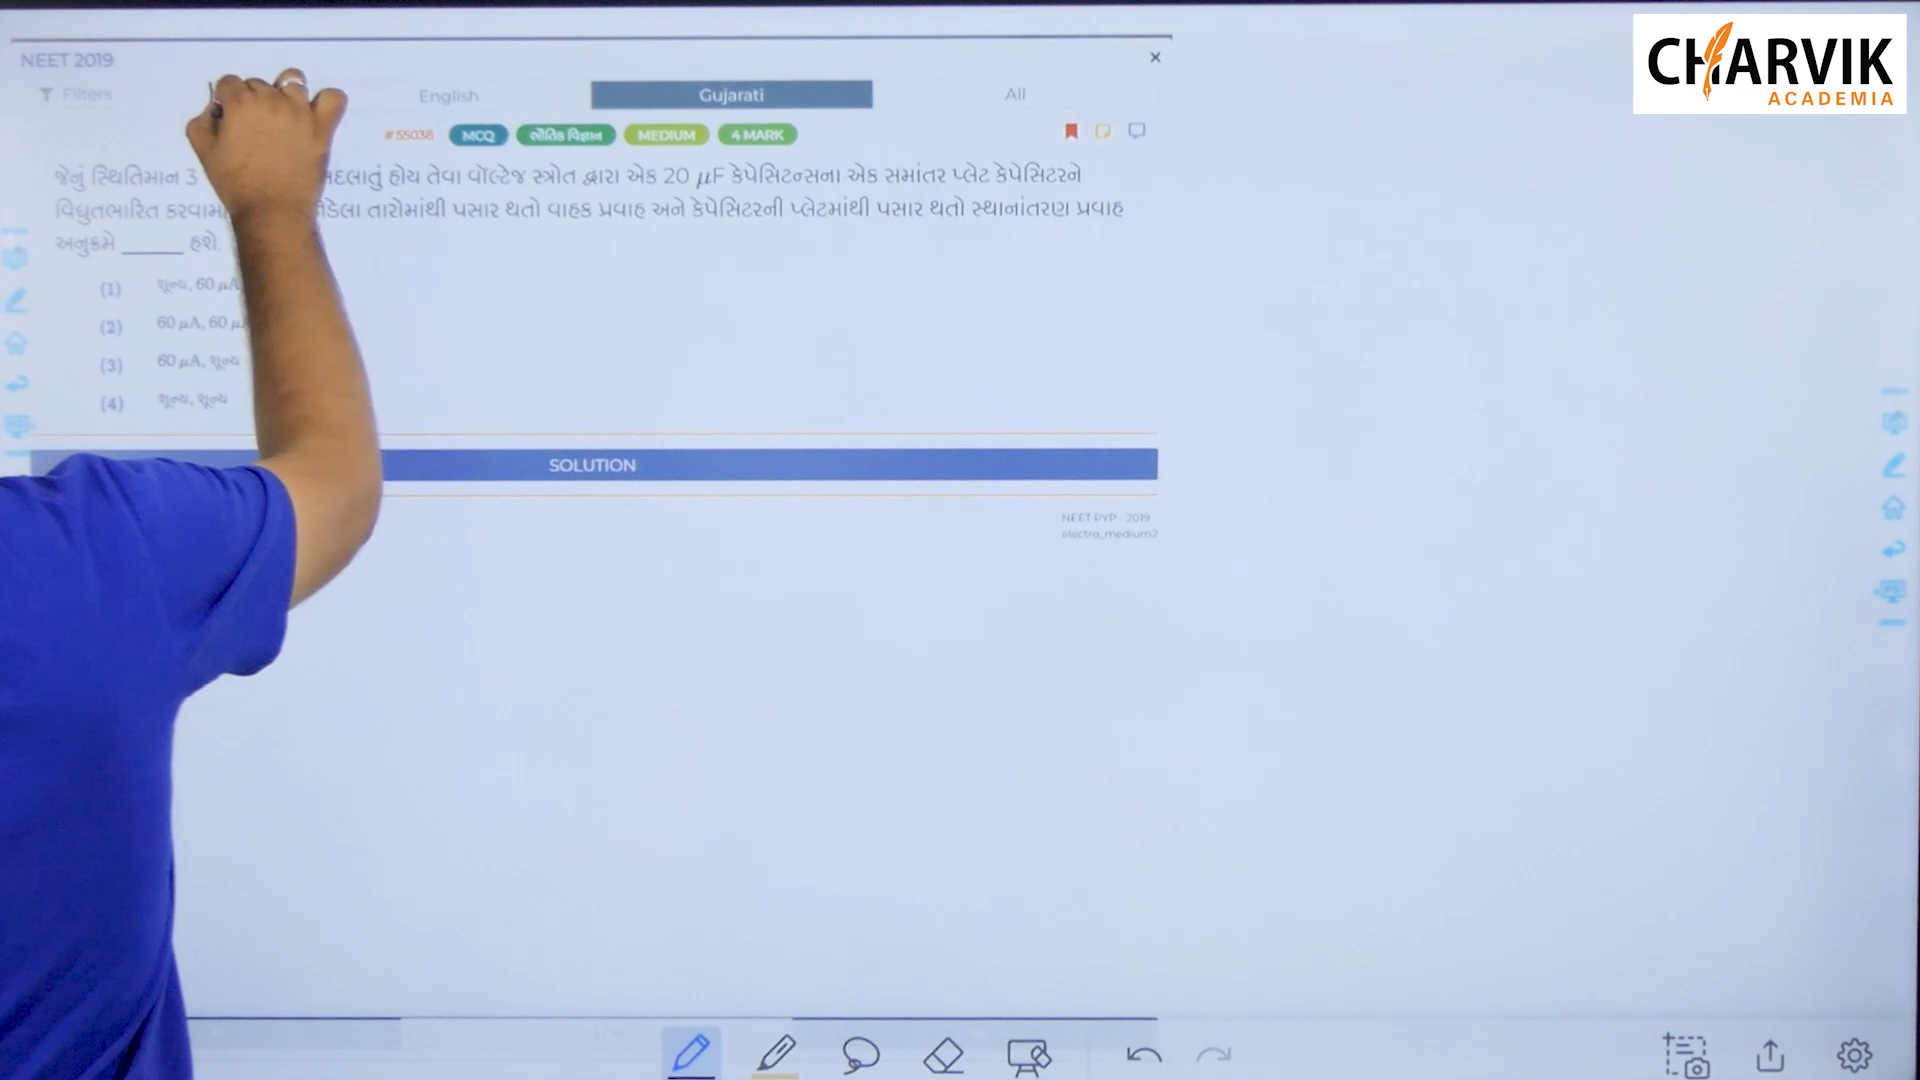 CHARVIK
ACADEMIA
NEET 2019
Filters
English
Gujarati
All
#55038
MCQ
ભૌતિક વિજ્ઞાન
MEDIUM
4 MARK
જેનું સ્થિતિમાન 3 બદલાતું હોય તેવા વૉલ્ટેજ સ્ત્રોત દ્વારા એક 20 μF કેપેસિટન્સના એક સમાંતર પ્લેટ કેપેસિટરને
વિદ્યુતભારિત કરવામાં જોડેલા તારોમાંથી પસાર થતો વાહક પ્રવાહ અને કેપેસિટરની પ્લેટમાંથી પસાર થતો સ્થાનાંતરણ પ્રવાહ
અનુક્રમે ______ હશે.
(1) શૂન્ય, 60 μA
(2) 60 μA, 60 μA
(3) 60 μA, શૂન્ય
(4) શૂન્ય, શૂન્ય
SOLUTION
NEET PYP - 2019
electro_medium2